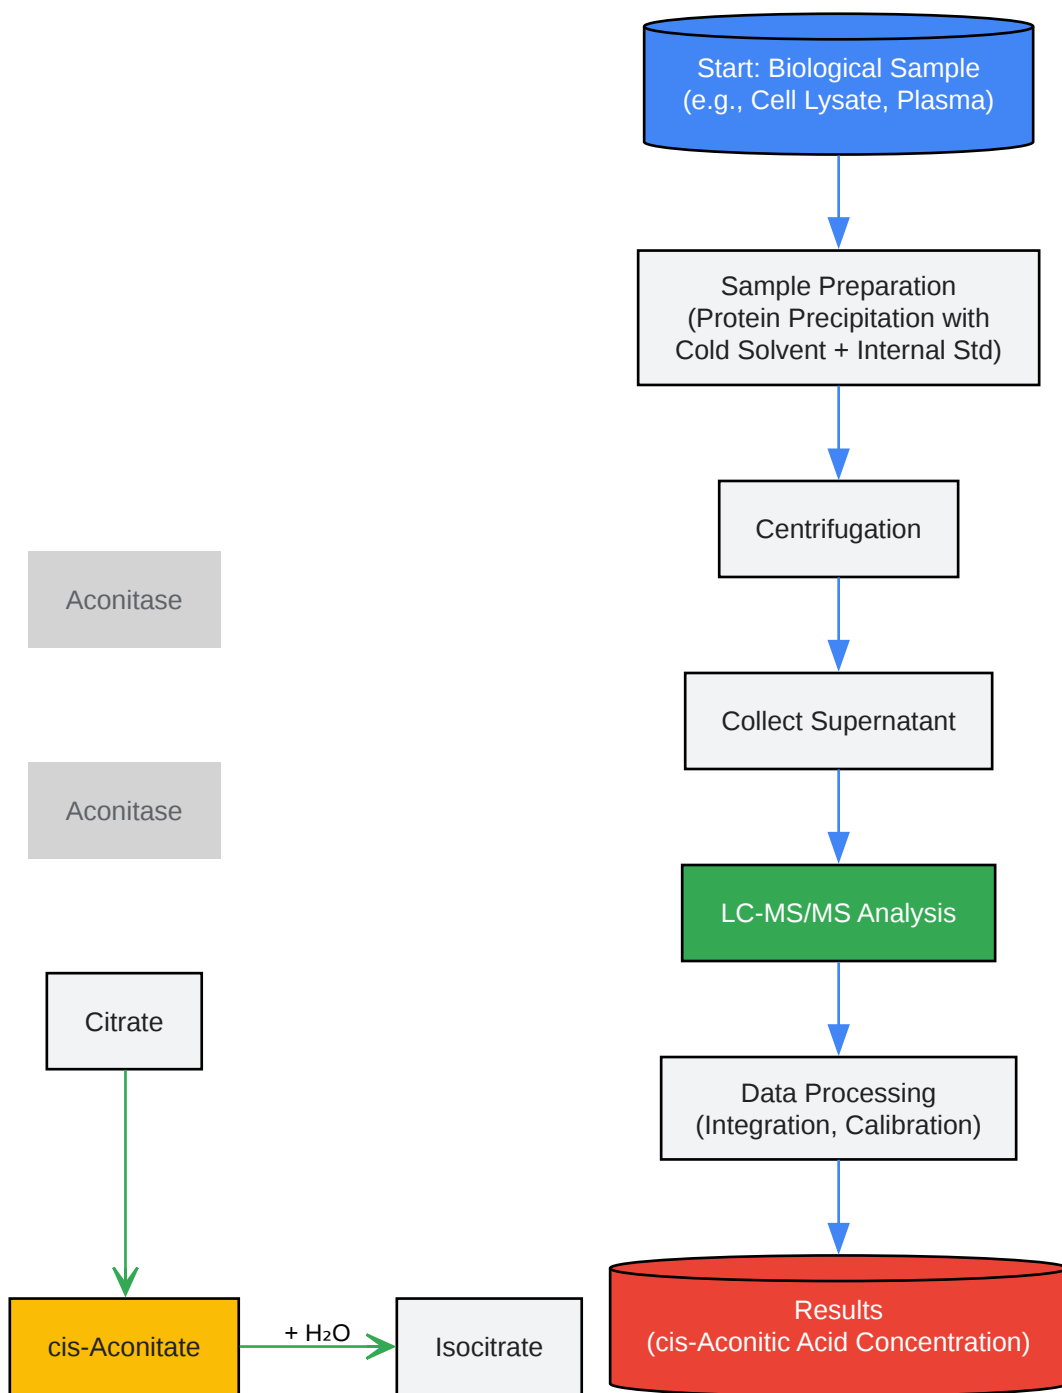 Start: Biological Sample
(e.g., Cell Lysate, Plasma)
Sample Preparation
(Protein Precipitation with
Cold Solvent + Internal Std)
Centrifugation
Aconitase
Collect Supernatant
Aconitase
LC-MS/MS Analysis
Citrate
Data Processing
(Integration, Calibration)
Results
(cis-Aconitic Acid Concentration)
cis-Aconitate
+ H₂O
Isocitrate